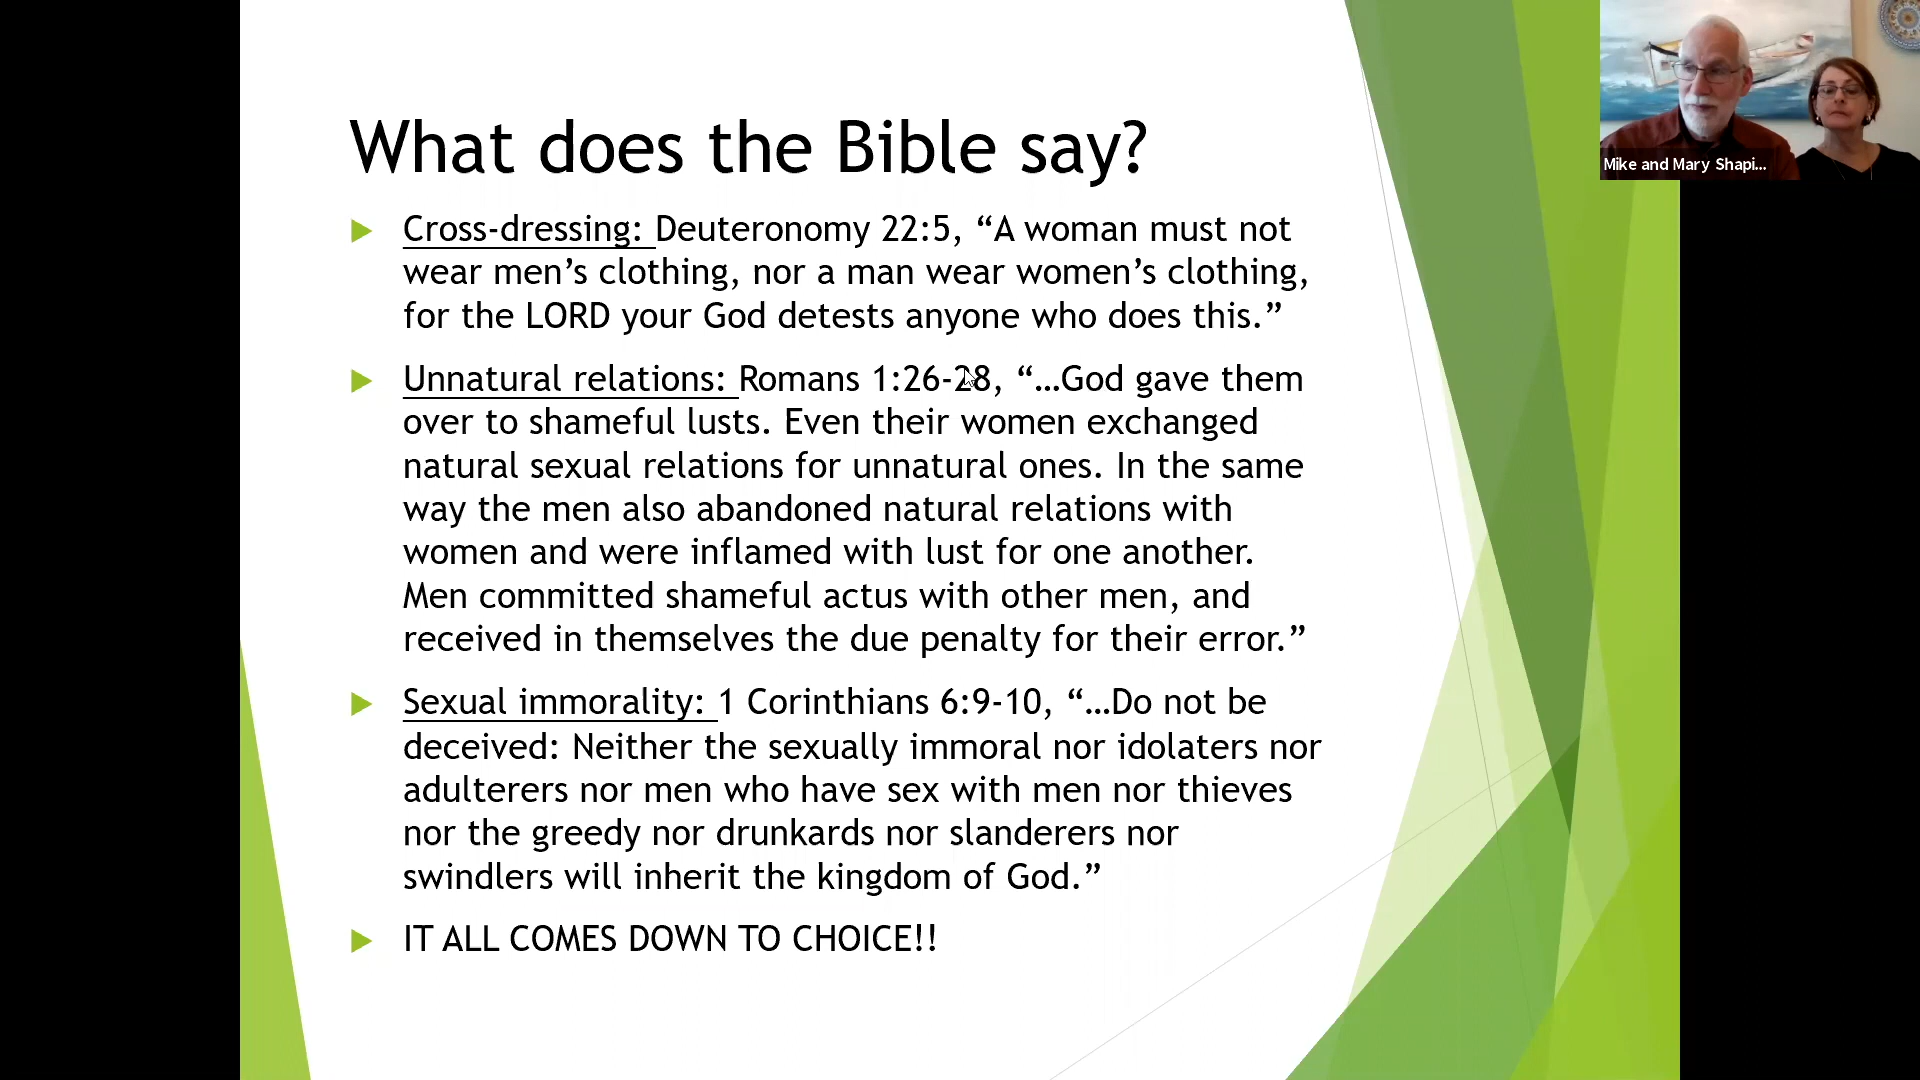 What does the Bible say?
Cross-dressing: Deuteronomy 22:5, “A woman must not
wear men’s clothing, nor a man wear women’s clothing,
for the LORD your God detests anyone who does this.”
Unnatural relations: Romans 1:26-28, “…God gave them
over to shameful lusts. Even their women exchanged
natural sexual relations for unnatural ones. In the same
way the men also abandoned natural relations with
women and were inflamed with lust for one another.
Men committed shameful actus with other men, and
received in themselves the due penalty for their error.”
Sexual immorality: 1 Corinthians 6:9-10, “…Do not be
deceived: Neither the sexually immoral nor idolaters nor
adulterers nor men who have sex with men nor thieves
nor the greedy nor drunkards nor slanderers nor
swindlers will inherit the kingdom of God.”
IT ALL COMES DOWN TO CHOICE!!
Mike and Mary Shapi...